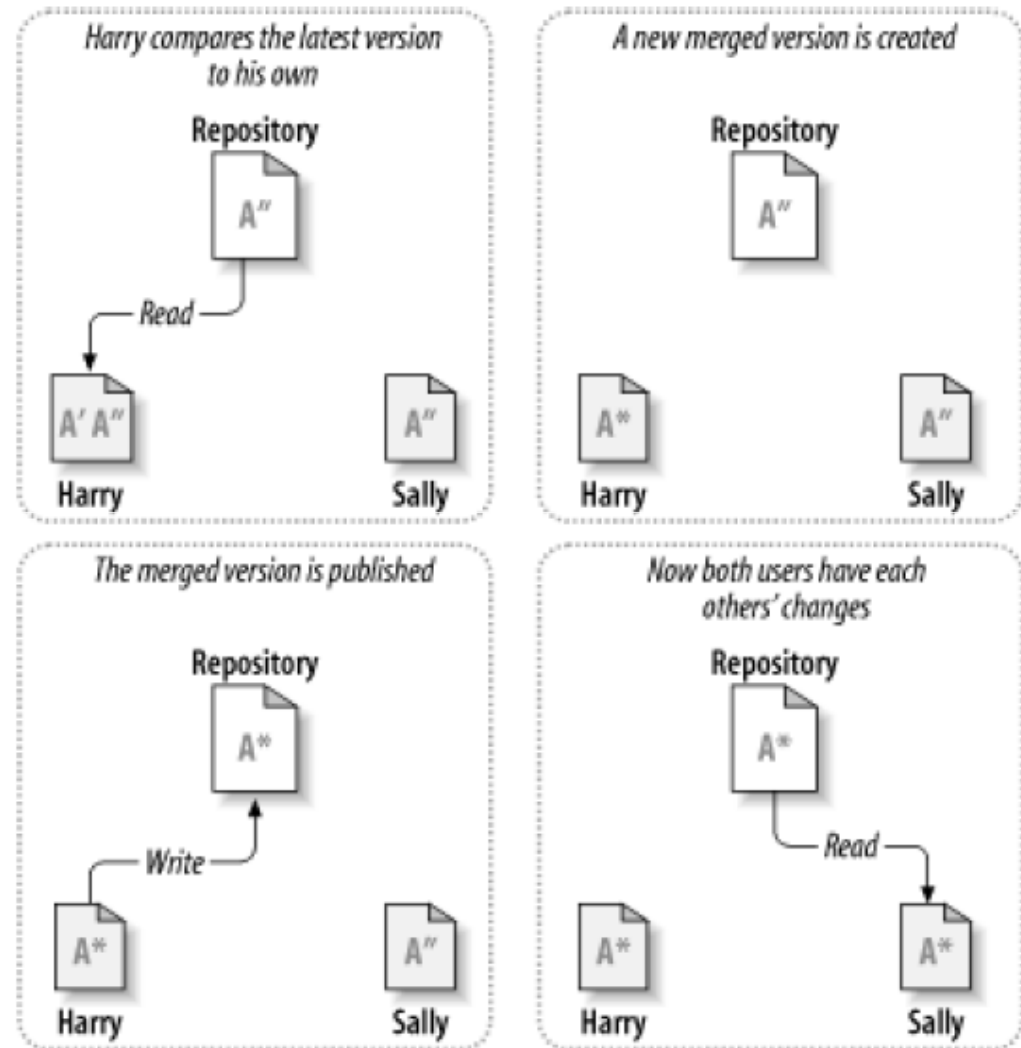 Harry compares the latest version
to his own
Repository
A″
Read
A′ A″
A″
Harry
Sally
A new merged version is created
Repository
A″
A*
A″
Harry
Sally
The merged version is published
Repository
A*
Write
A*
A″
Harry
Sally
Now both users have each
others’ changes
Repository
A*
Read
A*
A*
Harry
Sally